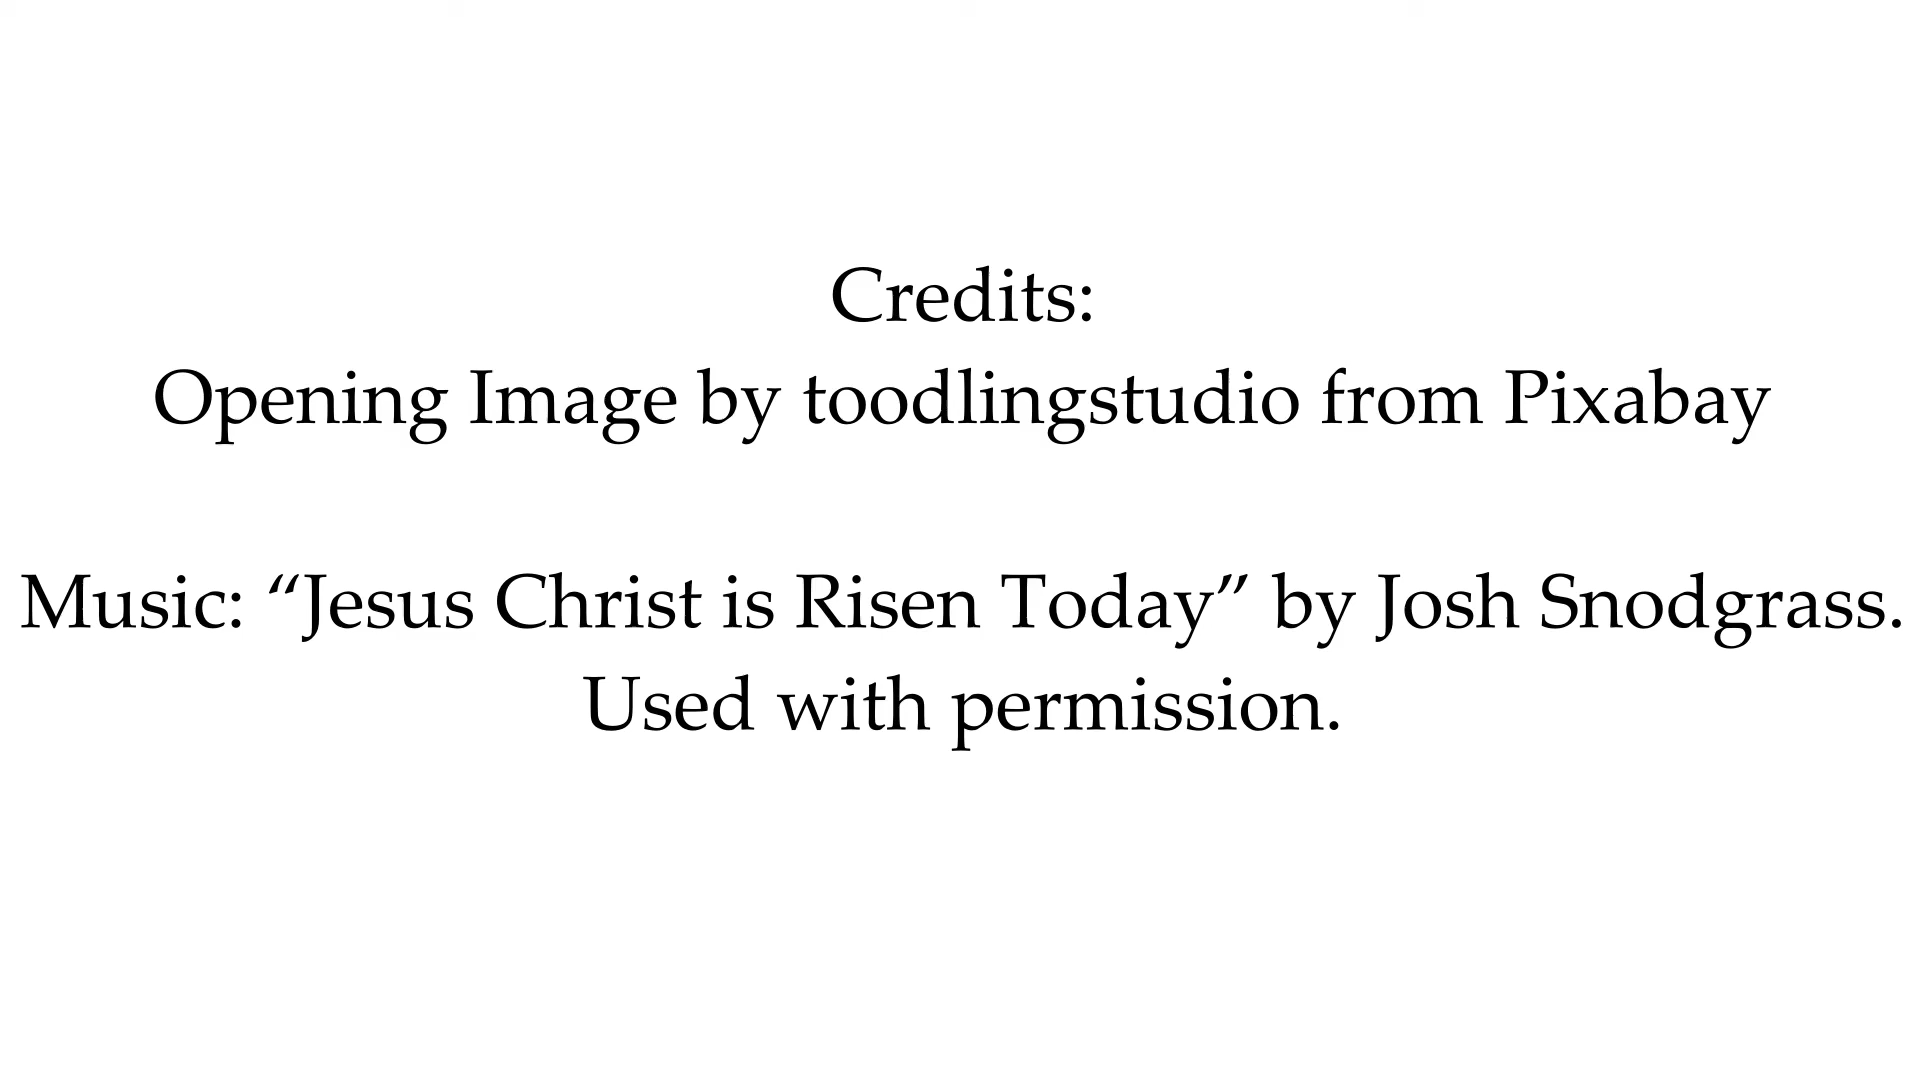 Credits:
Opening Image by toodlingstudio from Pixabay
Music: “Jesus Christ is Risen Today” by Josh Snodgrass.
Used with permission.